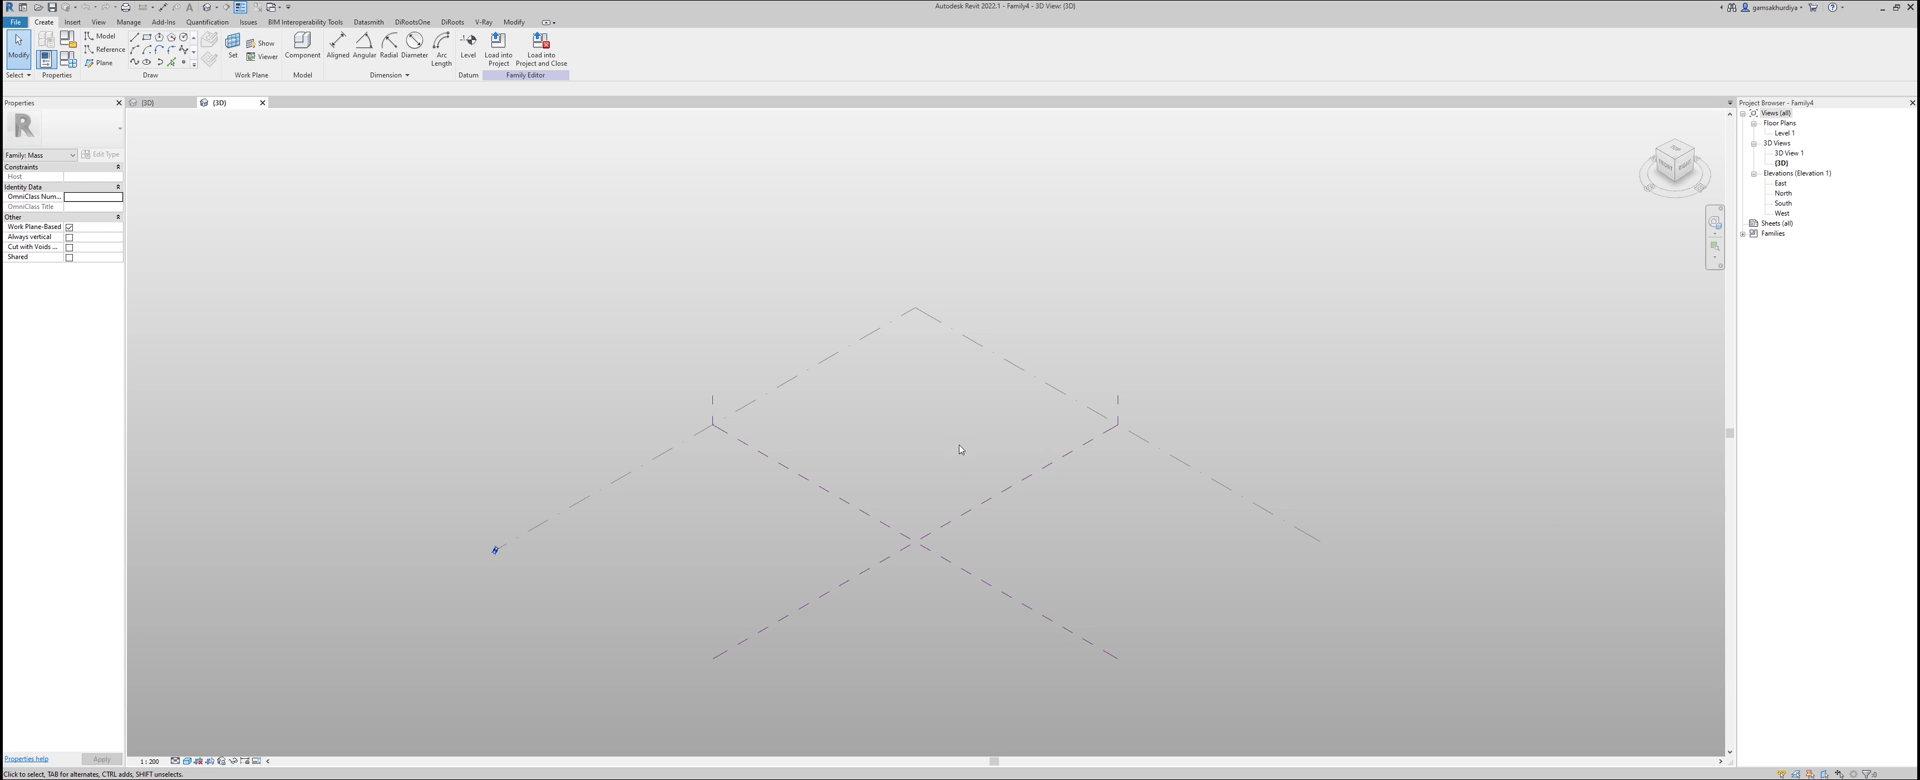 Autodesk Revit 2022.1 - Family4 - 3D View: {3D}
gamsakhurdiya
File Create Insert View Manage Add-Ins Quantification Issues BIM Interoperability Tools Datasmith DiRootsOne DiRoots V-Ray Modify
Modify
Model
Reference
Plane
Set
Show
Viewer
Component
Aligned Angular Radial Diameter Arc Length
Level
Load into Project
Load into Project and Close
Select Properties Draw Work Plane Model Dimension Datum Family Editor
Properties
{3D}
{3D}
Family: Mass
Edit Type
Constraints
Host
Identity Data
OmniClass Num...
OmniClass Title
Other
Work Plane-Based
Always vertical
Cut with Voids ...
Shared
Properties help
Apply
TOP
FRONT
RIGHT
Project Browser - Family4
Views (all)
Floor Plans
Level 1
3D Views
3D View 1
{3D}
Elevations (Elevation 1)
East
North
South
West
Sheets (all)
Families
1 : 200
Click to select, TAB for alternates, CTRL adds, SHIFT unselects.
:0